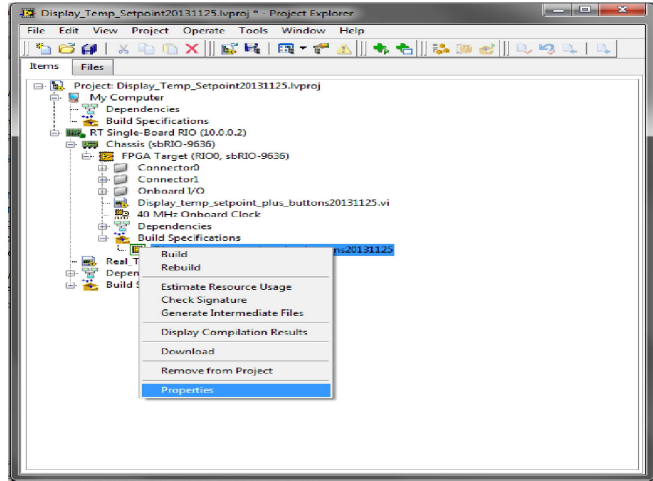 Display_Temp_Setpoint20131125.lvproj * - Project Explorer
File Edit View Project Operate Tools Window Help
Items Files
Project: Display_Temp_Setpoint20131125.lvproj
My Computer
Dependencies
Build Specifications
RT Single-Board RIO (10.0.0.2)
Chassis (sbRIO-9636)
FPGA Target (RIO0, sbRIO-9636)
Connector0
Connector1
Onboard I/O
Display_temp_setpoint_plus_buttons20131125.vi
40 MHz Onboard Clock
Dependencies
Build Specifications
ns20131125
Real_T
Depen
Build S
Build
Rebuild
Estimate Resource Usage
Check Signature
Generate Intermediate Files
Display Compilation Results
Download
Remove from Project
Properties